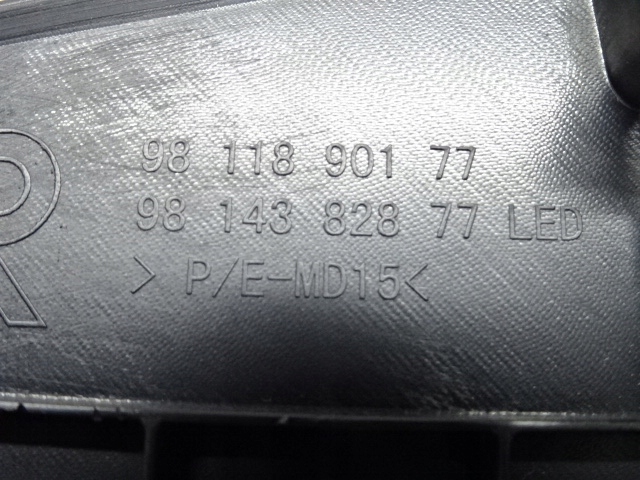 98 118 901 77
98 143 828 77 LED
R
> P/E-MD15<